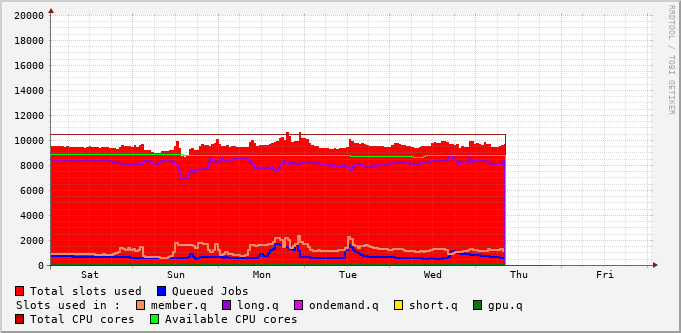 RRDTOOL / TOBI OETIKER
20000
18000
16000
14000
12000
10000
8000
6000
4000
2000
0
Sat Sun Mon Tue Wed Thu Fri
Total slots used Queued Jobs
Slots used in : member.q long.q ondemand.q short.q gpu.q
Total CPU cores Available CPU cores